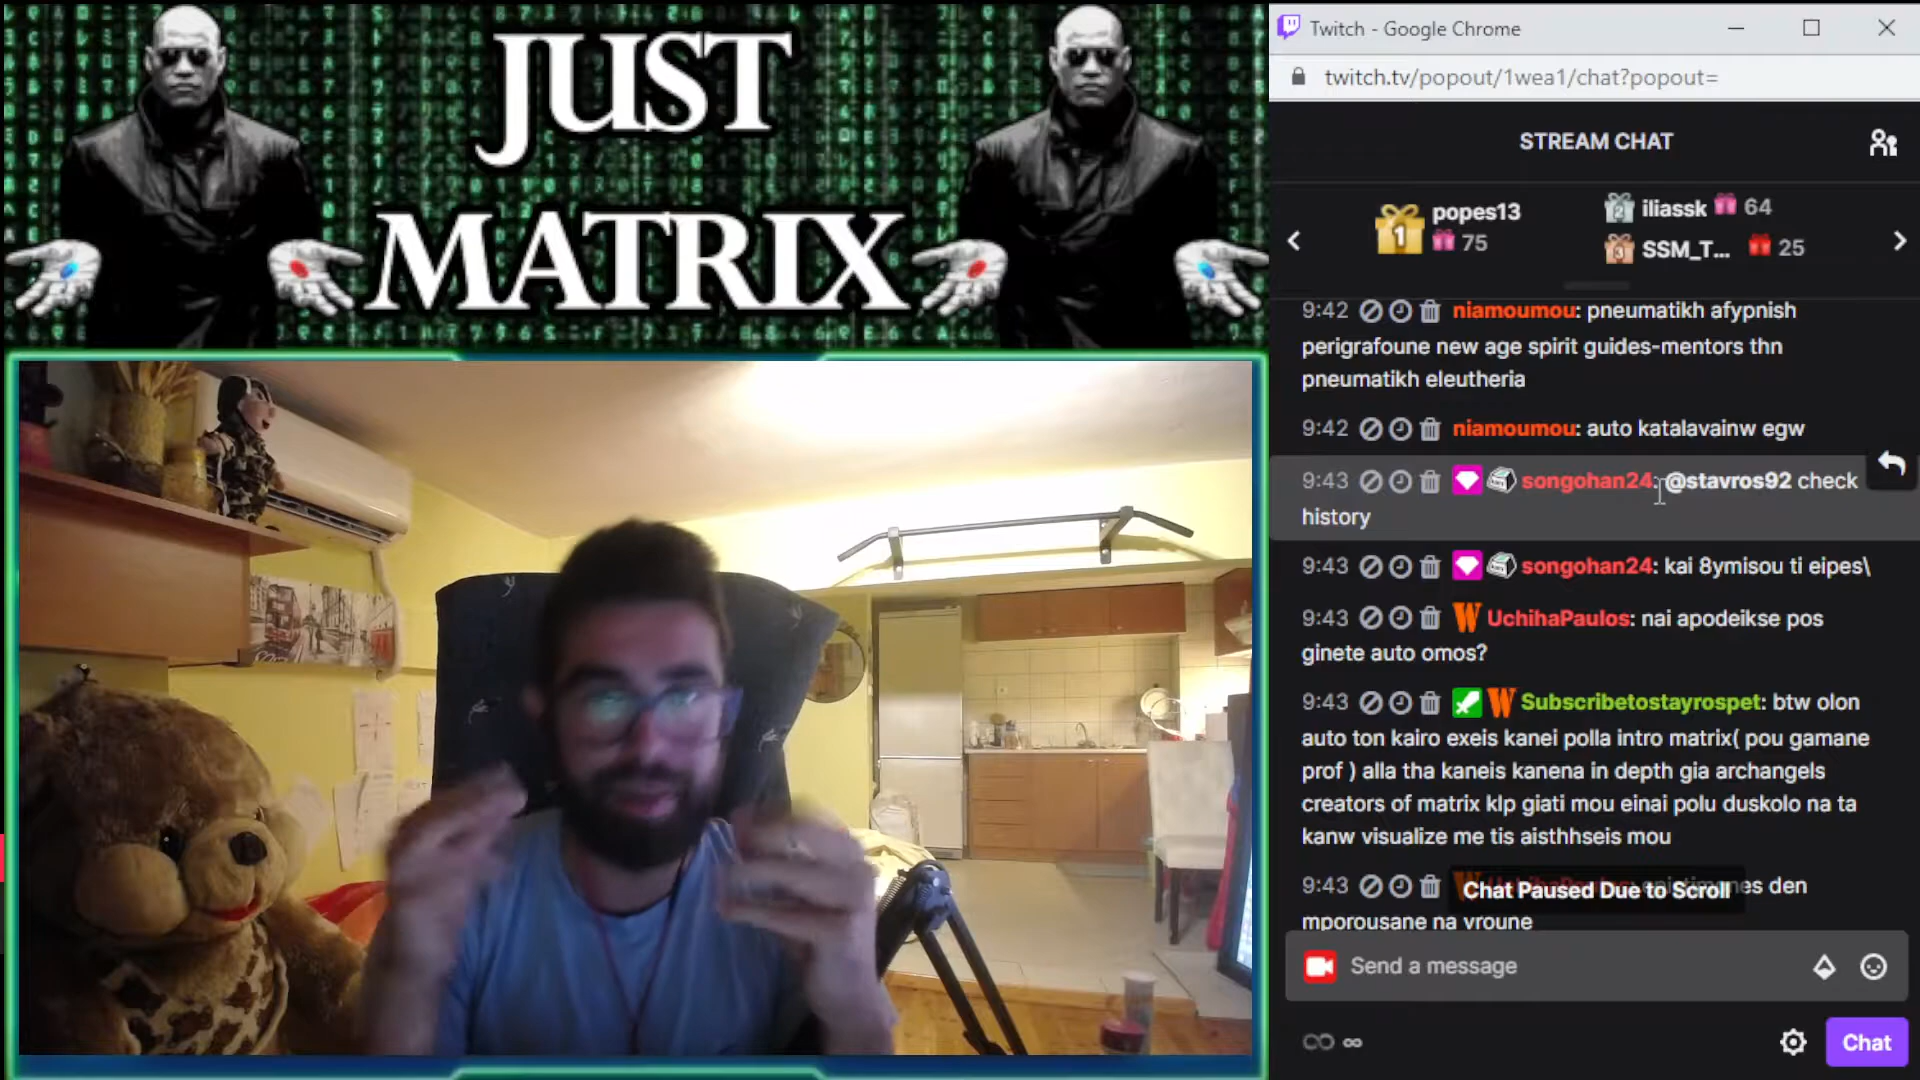 JUST
MATRIX
Twitch - Google Chrome
twitch.tv/popout/1wea1/chat?popout=
STREAM CHAT
1 popes13
75
2 iliassk 64
3 SSM_T... 25
9:42 niamoumou: pneumatikh afypnish
perigrafoune new age spirit guides-mentors thn
pneumatikh eleutheria
9:42 niamoumou: auto katalavainw egw
9:43 songohan24: @stavros92 check
history
9:43 songohan24: kai 8ymisou ti eipes\
9:43 UchihaPaulos: nai apodeikse pos
ginete auto omos?
9:43 Subscribetostayrospet: btw olon
auto ton kairo exeis kanei polla intro matrix( pou gamane
prof ) alla tha kaneis kanena in depth gia archangels
creators of matrix klp giati mou einai polu duskolo na ta
kanw visualize me tis aisthhseis mou
9:43 den
Chat Paused Due to Scroll
mporousane na vroune
Send a message
Chat